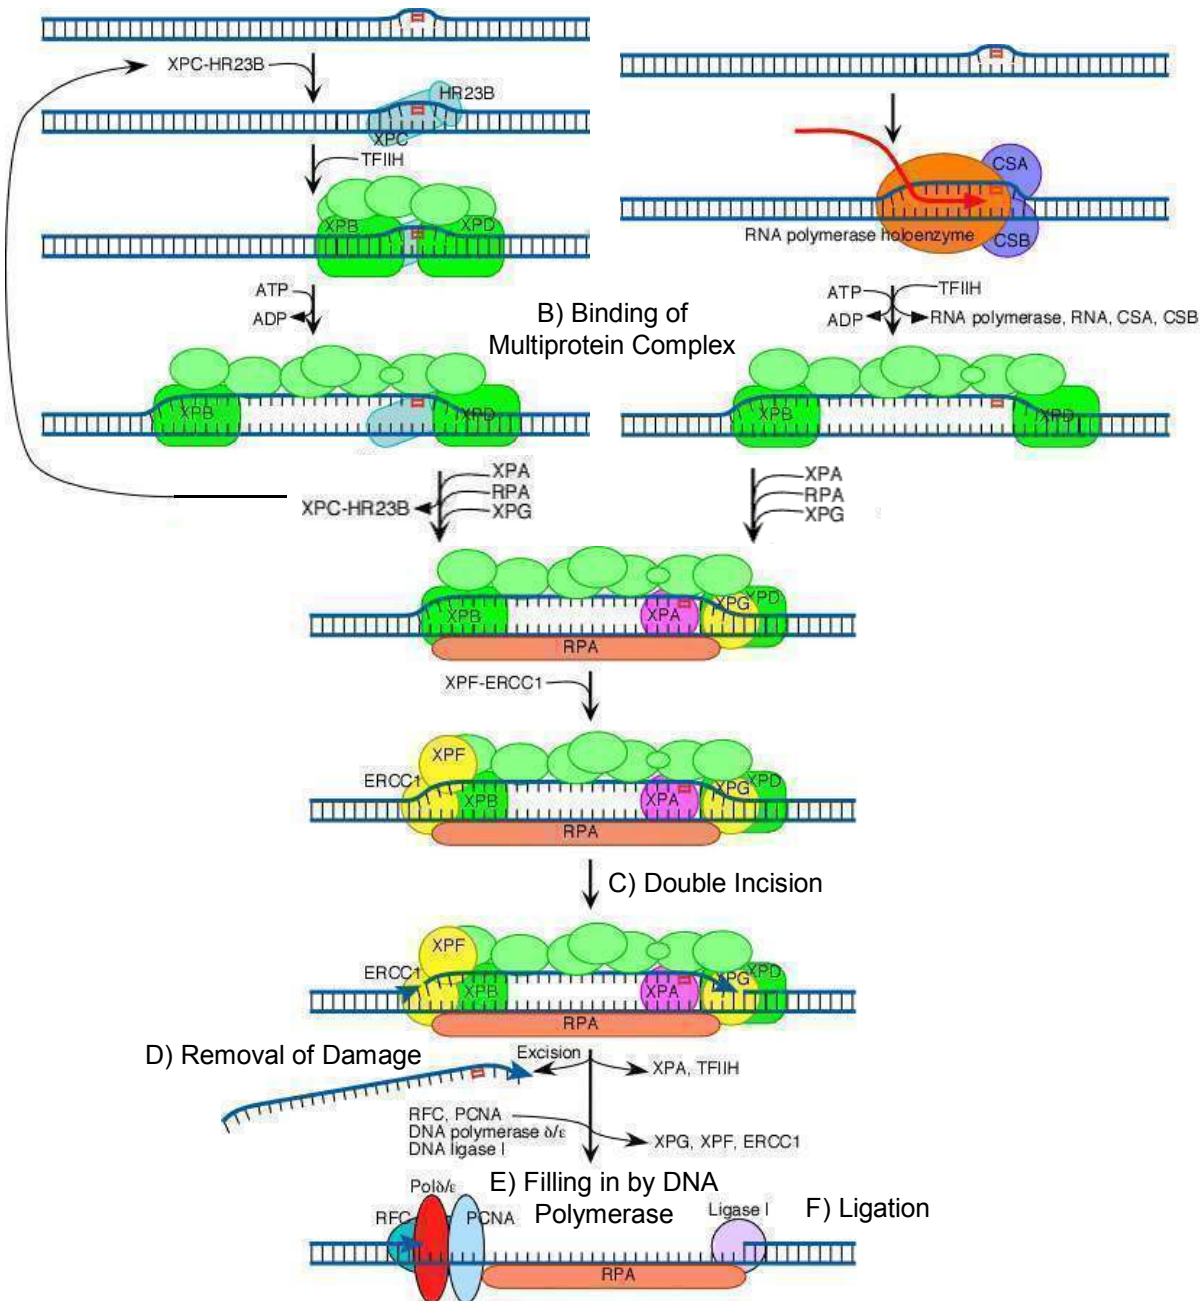 XPC-HR23B
HR23B
XPC
TFIIH
XPB
XPD
ATP
ADP
CSA
RNA polymerase holoenzyme
CSB
ATP
TFIIH
ADP
RNA polymerase, RNA, CSA, CSB
B) Binding of
Multiprotein Complex
XPB
XPD
XPB
XPD
XPA
RPA
XPG
XPC-HR23B
XPA
RPA
XPG
XPB
XPA
XPG
XPD
RPA
XPF-ERCC1
XPF
ERCC1
XPB
XPA
XPG
XPD
RPA
C) Double Incision
XPF
ERCC1
XPB
XPA
XPG
XPD
RPA
D) Removal of Damage
Excision
XPA, TFIIH
RFC, PCNA
DNA polymerase δ/ε
DNA ligase I
XPG, XPF, ERCC1
E) Filling in by DNA
Polymerase
Polδ/ε
RFC
PCNA
Ligase I
F) Ligation
RPA